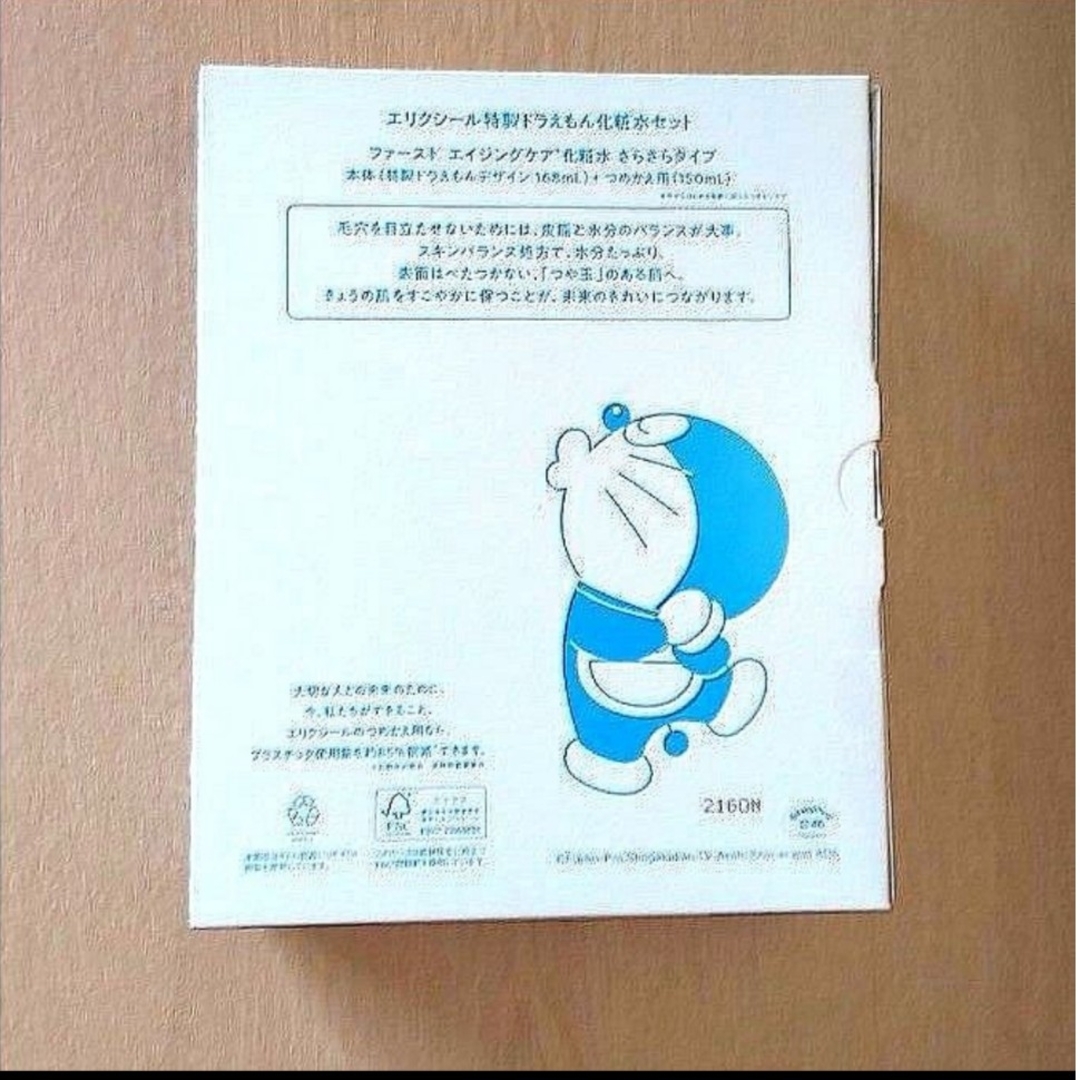 エリクシール特製ドラえもん化粧水セット
ファースト エイジングケア*化粧水 さらさらタイプ
本体(特製ドラえもんデザイン168mL)+つめかえ用(150mL)
毛穴を目立たせないためには、皮脂と水分のバランスが大事。
スキンバランス処方で、水分たっぷり、
表面はべたつかない、「つや玉」のある肌へ。
きょうの肌をすこやかに保つことが、未来のきれいにつながります。
大切な人との未来のために、
今、私たちができること。
エリクシールのつめかえ用なら、
プラスチック使用量を約85%削減*できます。
FSC
2160N